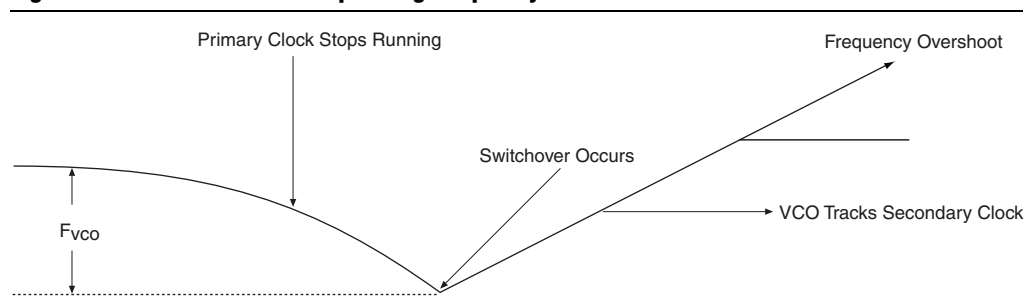 Primary Clock Stops Running
Frequency Overshoot
Switchover Occurs
VCO Tracks Secondary Clock
Fvco